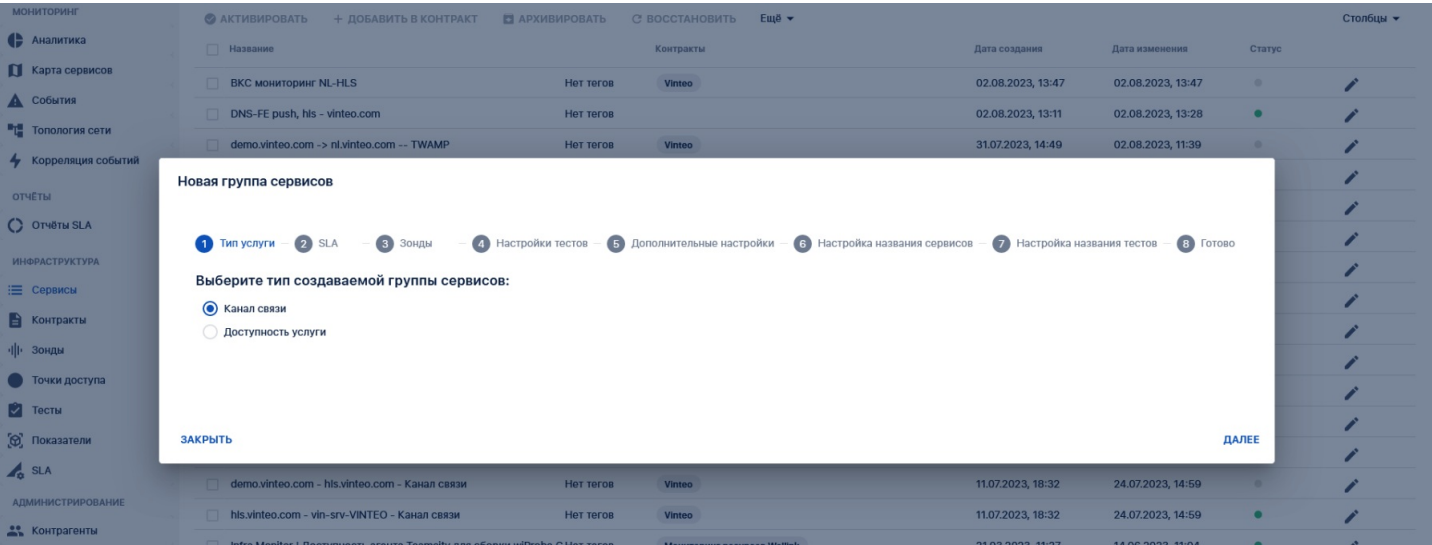 МОНИТОРИНГ
Аналитика
Карта сервисов
События
Топология сети
Корреляция событий
ОТЧЁТЫ
Отчёты SLA
ИНФРАСТРУКТУРА
Сервисы
Контракты
Зонды
Точки доступа
Тесты
Показатели
SLA
АДМИНИСТРИРОВАНИЕ
Контрагенты
АКТИВИРОВАТЬ + ДОБАВИТЬ В КОНТРАКТ АРХИВИРОВАТЬ ВОССТАНОВИТЬ Ещё Столбцы
Название Контракты Дата создания Дата изменения Статус
ВКС мониторинг NL-HLS Нет тегов Vinteo 02.08.2023, 13:47 02.08.2023, 13:47
DNS-FE push, hls - vinteo.com Нет тегов 02.08.2023, 13:11 02.08.2023, 13:28
demo.vinteo.com -> nl.vinteo.com -- TWAMP Нет тегов Vinteo 31.07.2023, 14:49 02.08.2023, 11:39
Новая группа сервисов
1 Тип услуги 2 SLA 3 Зонды 4 Настройки тестов 5 Дополнительные настройки 6 Настройка названия сервисов 7 Настройка названия тестов 8 Готово
Выберите тип создаваемой группы сервисов:
Канал связи
Доступность услуги
ЗАКРЫТЬ ДАЛЕЕ
demo.vinteo.com - hls.vinteo.com - Канал связи Нет тегов Vinteo 11.07.2023, 18:32 24.07.2023, 14:59
hls.vinteo.com - vin-srv-VINTEO - Канал связи Нет тегов Vinteo 11.07.2023, 18:32 24.07.2023, 14:59